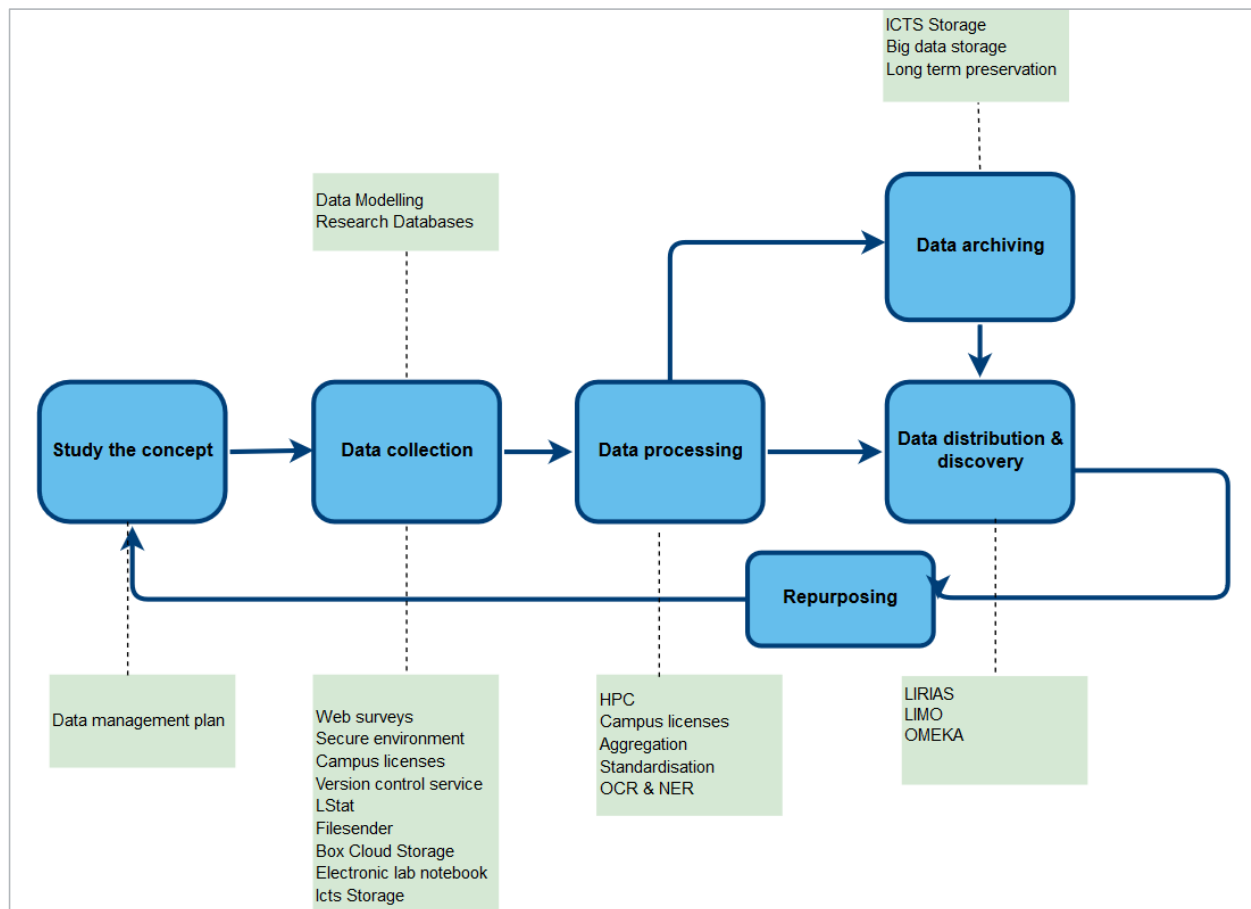 ICTS Storage
Big data storage
Long term preservation
Data Modelling
Research Databases
Data archiving
Study the concept
Data collection
Data processing
Data distribution &
discovery
Repurposing
Data management plan
Web surveys
Secure environment
Campus licenses
Version control service
LStat
Filesender
Box Cloud Storage
Electronic lab notebook
Icts Storage
HPC
Campus licenses
Aggregation
Standardisation
OCR & NER
LIRIAS
LIMO
OMEKA